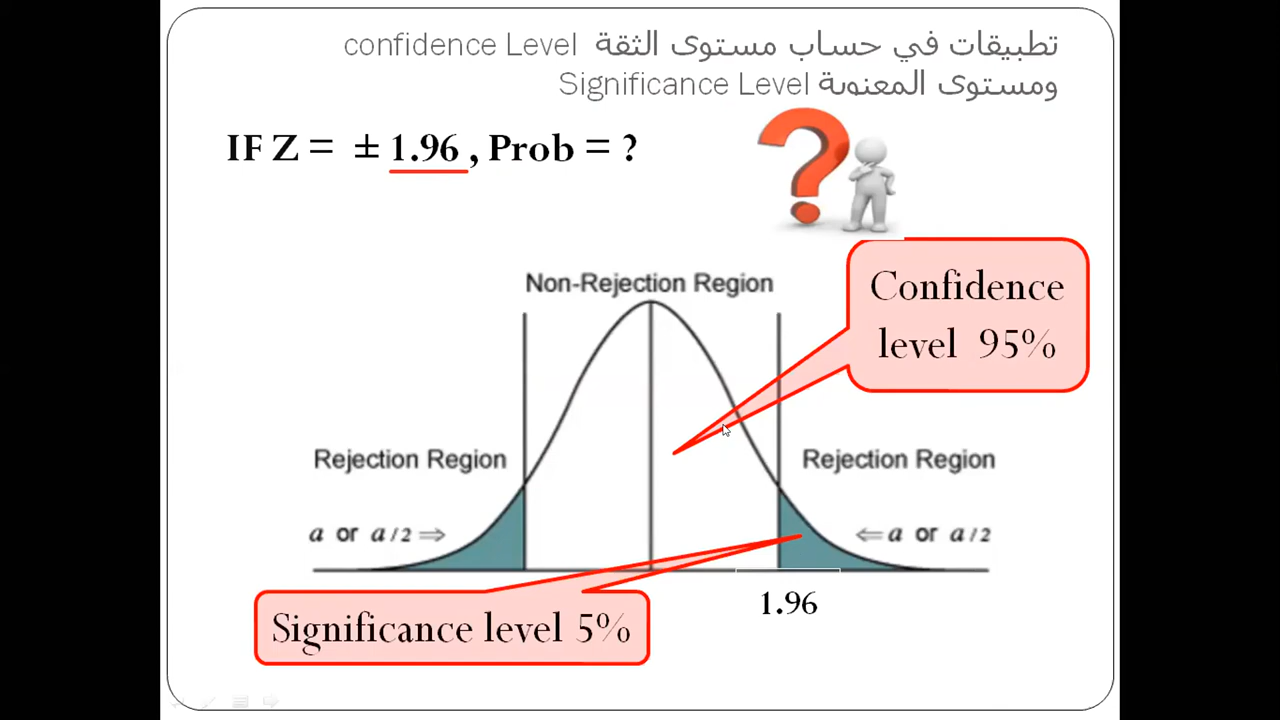 تطبيقات في حساب مستوى الثقة confidence Level
ومستوى المعنوية Significance Level
IF Z = ± 1.96 , Prob = ?
Non-Rejection Region
Confidence
level 95%
Rejection Region
Rejection Region
a or a/2 ⇒
⇐ a or a/2
1.96
Significance level 5%